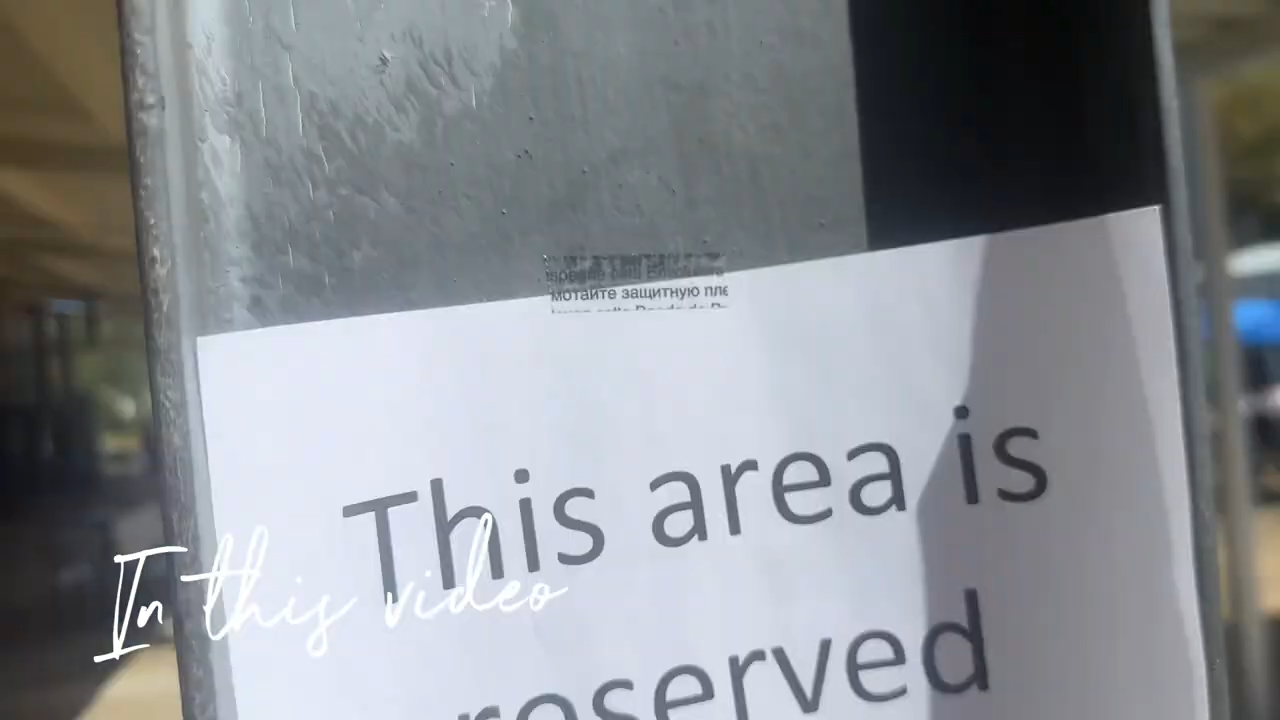 мотайте защитную пле
This area is
In this video
reserved